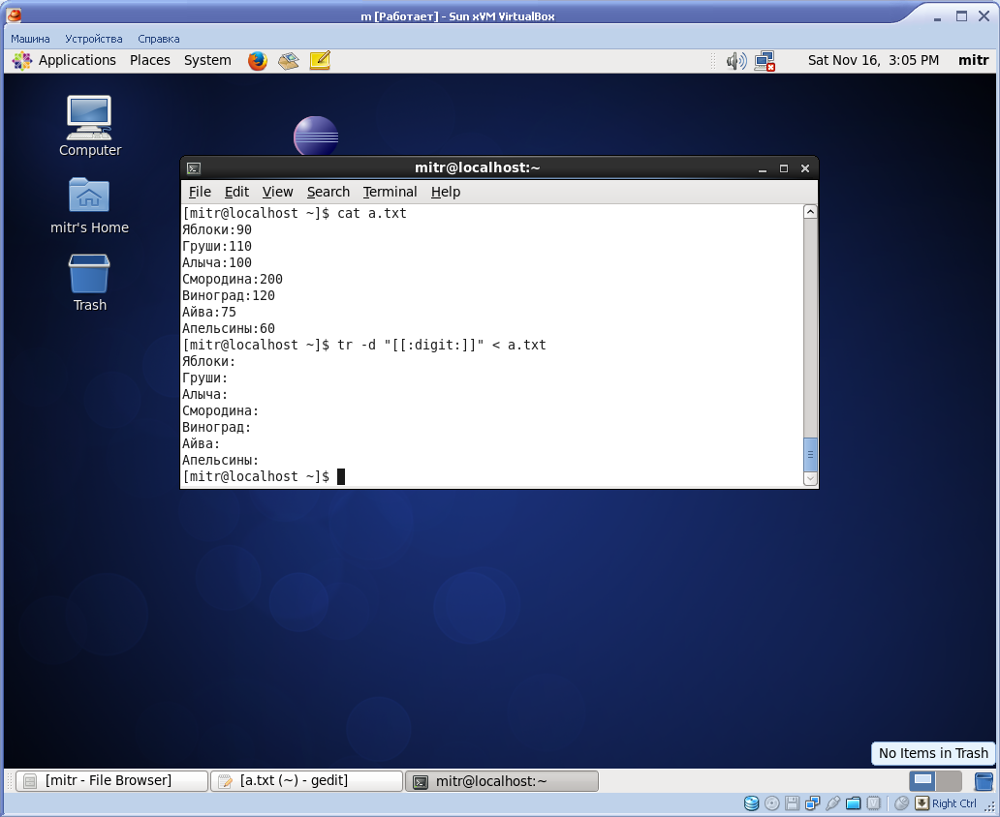 m [Работает] - Sun xVM VirtualBox
Машина Устройства Справка
Applications Places System Sat Nov 16, 3:05 PM mitr
Computer
mitr's Home
Trash
mitr@localhost:~
File Edit View Search Terminal Help
[mitr@localhost ~]$ cat a.txt
Яблоки:90
Груши:110
Алыча:100
Смородина:200
Виноград:120
Айва:75
Апельсины:60
[mitr@localhost ~]$ tr -d "[[:digit:]]" < a.txt
Яблоки:
Груши:
Алыча:
Смородина:
Виноград:
Айва:
Апельсины:
[mitr@localhost ~]$
No Items in Trash
[mitr - File Browser] [a.txt (~) - gedit] mitr@localhost:~
Right Ctrl